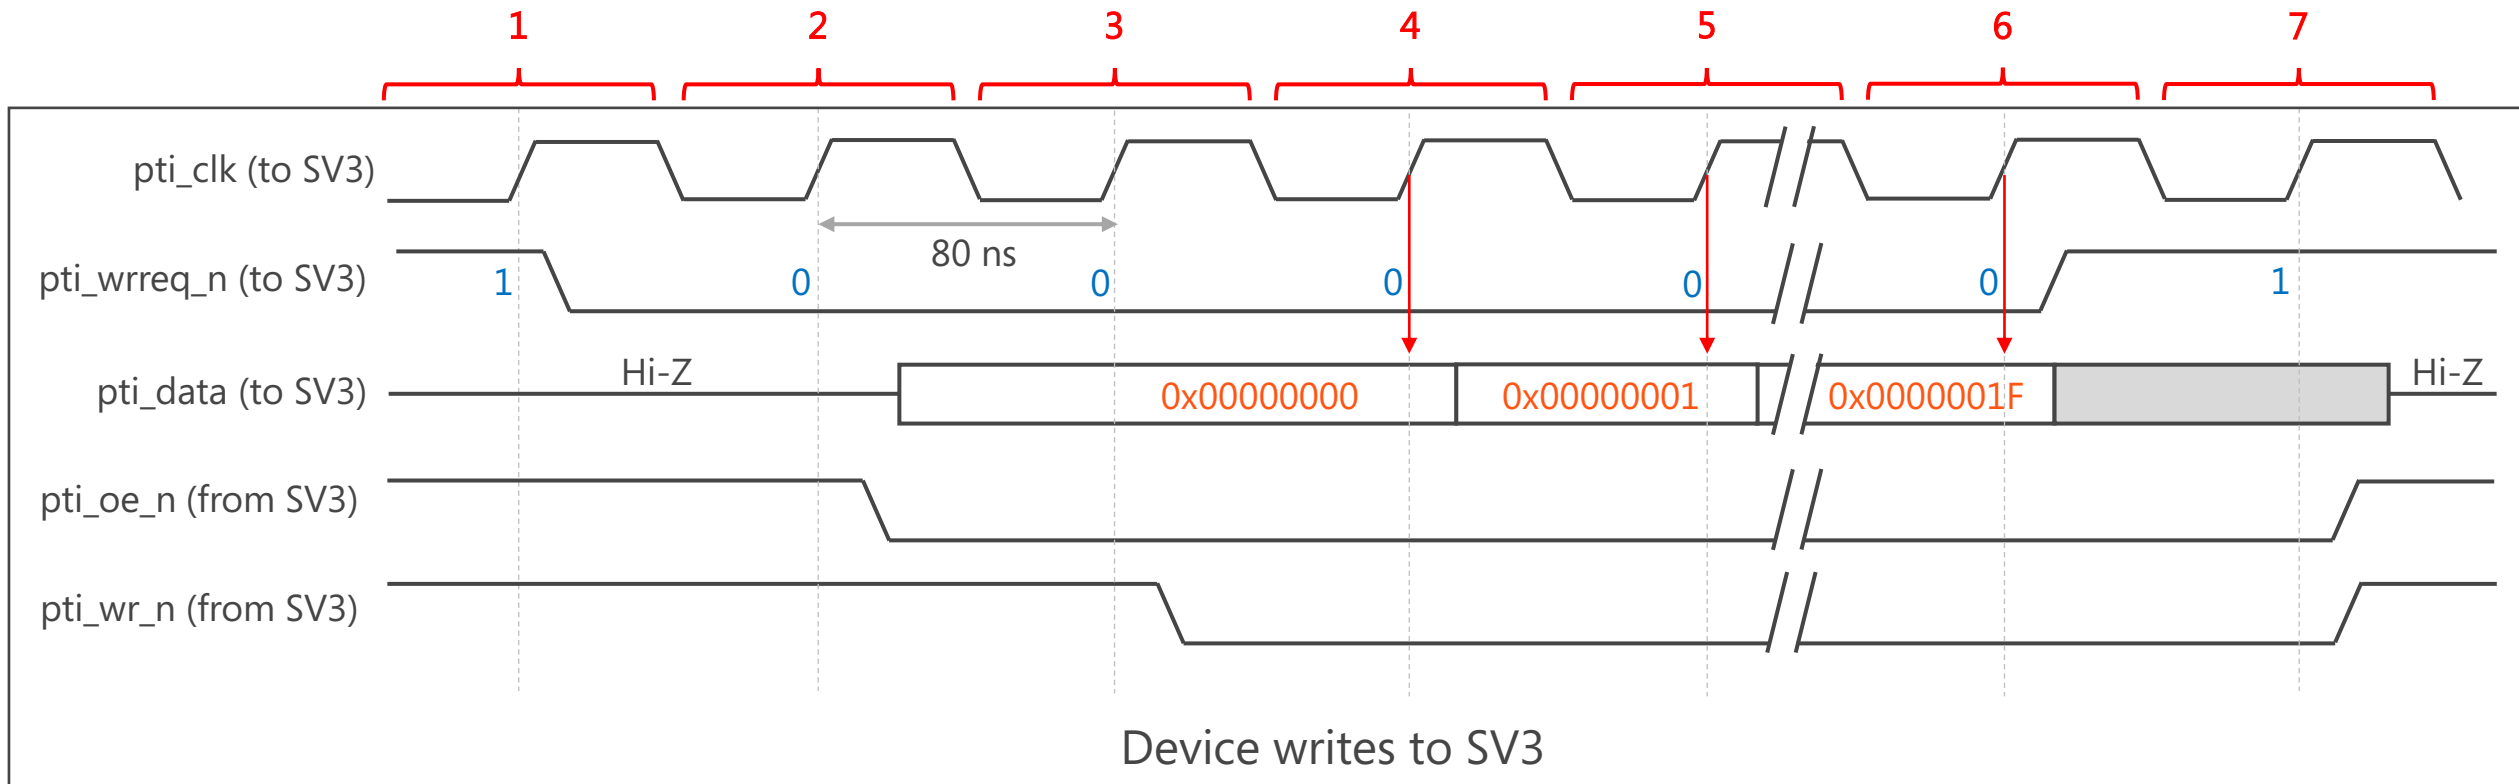 1 2 3 4 5 6 7
pti_clk (to SV3)
80 ns
pti_wrreq_n (to SV3) 1 0 0 0 0 0 1
pti_data (to SV3) Hi-Z 0x00000000 0x00000001 0x0000001F Hi-Z
pti_oe_n (from SV3)
pti_wr_n (from SV3)
Device writes to SV3